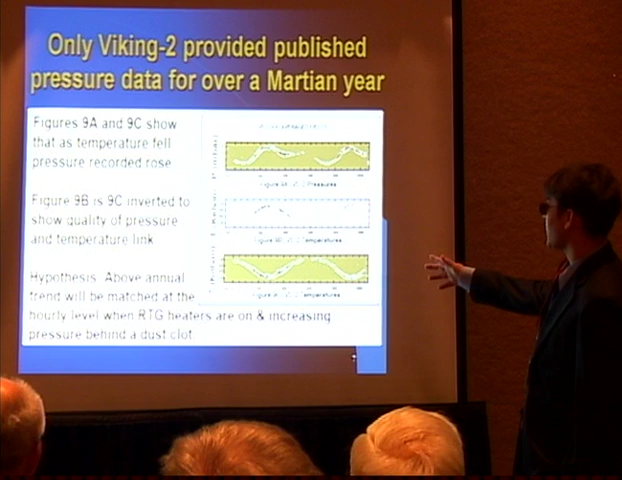 Only Viking-2 provided published
pressure data for over a Martian year
Figures 9A and 9C show
that as temperature fell
pressure recorded rose
Figure 9B is 9C inverted to
show quality of pressure
and temperature link
Hypothesis. Above annual
trend will be matched at the
hourly level when RTG heaters are on & increasing
pressure behind a dust clot
Pressures
Temperatures
Temperatures